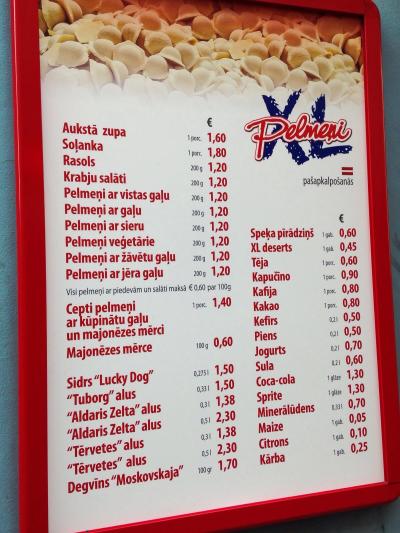 €
Aukstā zupa 1 porc. 1,60
Soļanka 1 porc. 1,80
Rasols 200 g 1,20
Krabju salāti 200 g 1,20
Pelmeņi ar vistas gaļu 200 g 1,20
Pelmeņi ar gaļu 200 g 1,20
Pelmeņi ar sieru 200 g 1,20
Pelmeņi veģetārie 200 g 1,20
Pelmeņi ar žāvētu gaļu 200 g 1,20
Pelmeņi ar jēra gaļu 200 g 1,20
Visi pelmeņi ar piedevām un salāti maksā € 0,60 par 100g
Cepti pelmeņi 1 porc. 1,40
ar kūpinātu gaļu
un majonēzes mērci
Majonēzes mērce 100 g 0,60
Sidrs "Lucky Dog" 0,275 l 1,50
"Tuborg" alus 0,33 l 1,50
"Aldaris Zelta" alus 0,3 l 1,38
"Aldaris Zelta" alus 0,5 l 2,30
"Tērvetes" alus 0,3 l 1,38
"Tērvetes" alus 0,5 l 2,30
Degvīns "Moskovskaja" 100 gr 1,70
XL Pelmeņi
pašapkalpošanās
€
Speķa pīrādziņš 1 gab. 0,60
XL deserts 1 gab. 0,45
Tēja 1 porc. 0,60
Kapučīno 1 porc. 0,90
Kafija 1 porc. 0,80
Kakao 1 porc. 0,80
Kefīrs 0,2 l 0,50
Piens 0,2 l 0,50
Jogurts 0,2 l 0,70
Sula 0,2 l 0,60
Coca-cola 1 glāze 1,30
Sprite 1 glāze 1,30
Minerālūdens 0,33 l 0,70
Maize 1 gab. 0,05
Citrons 1 gab. 0,10
Kārba 1 gab. 0,25